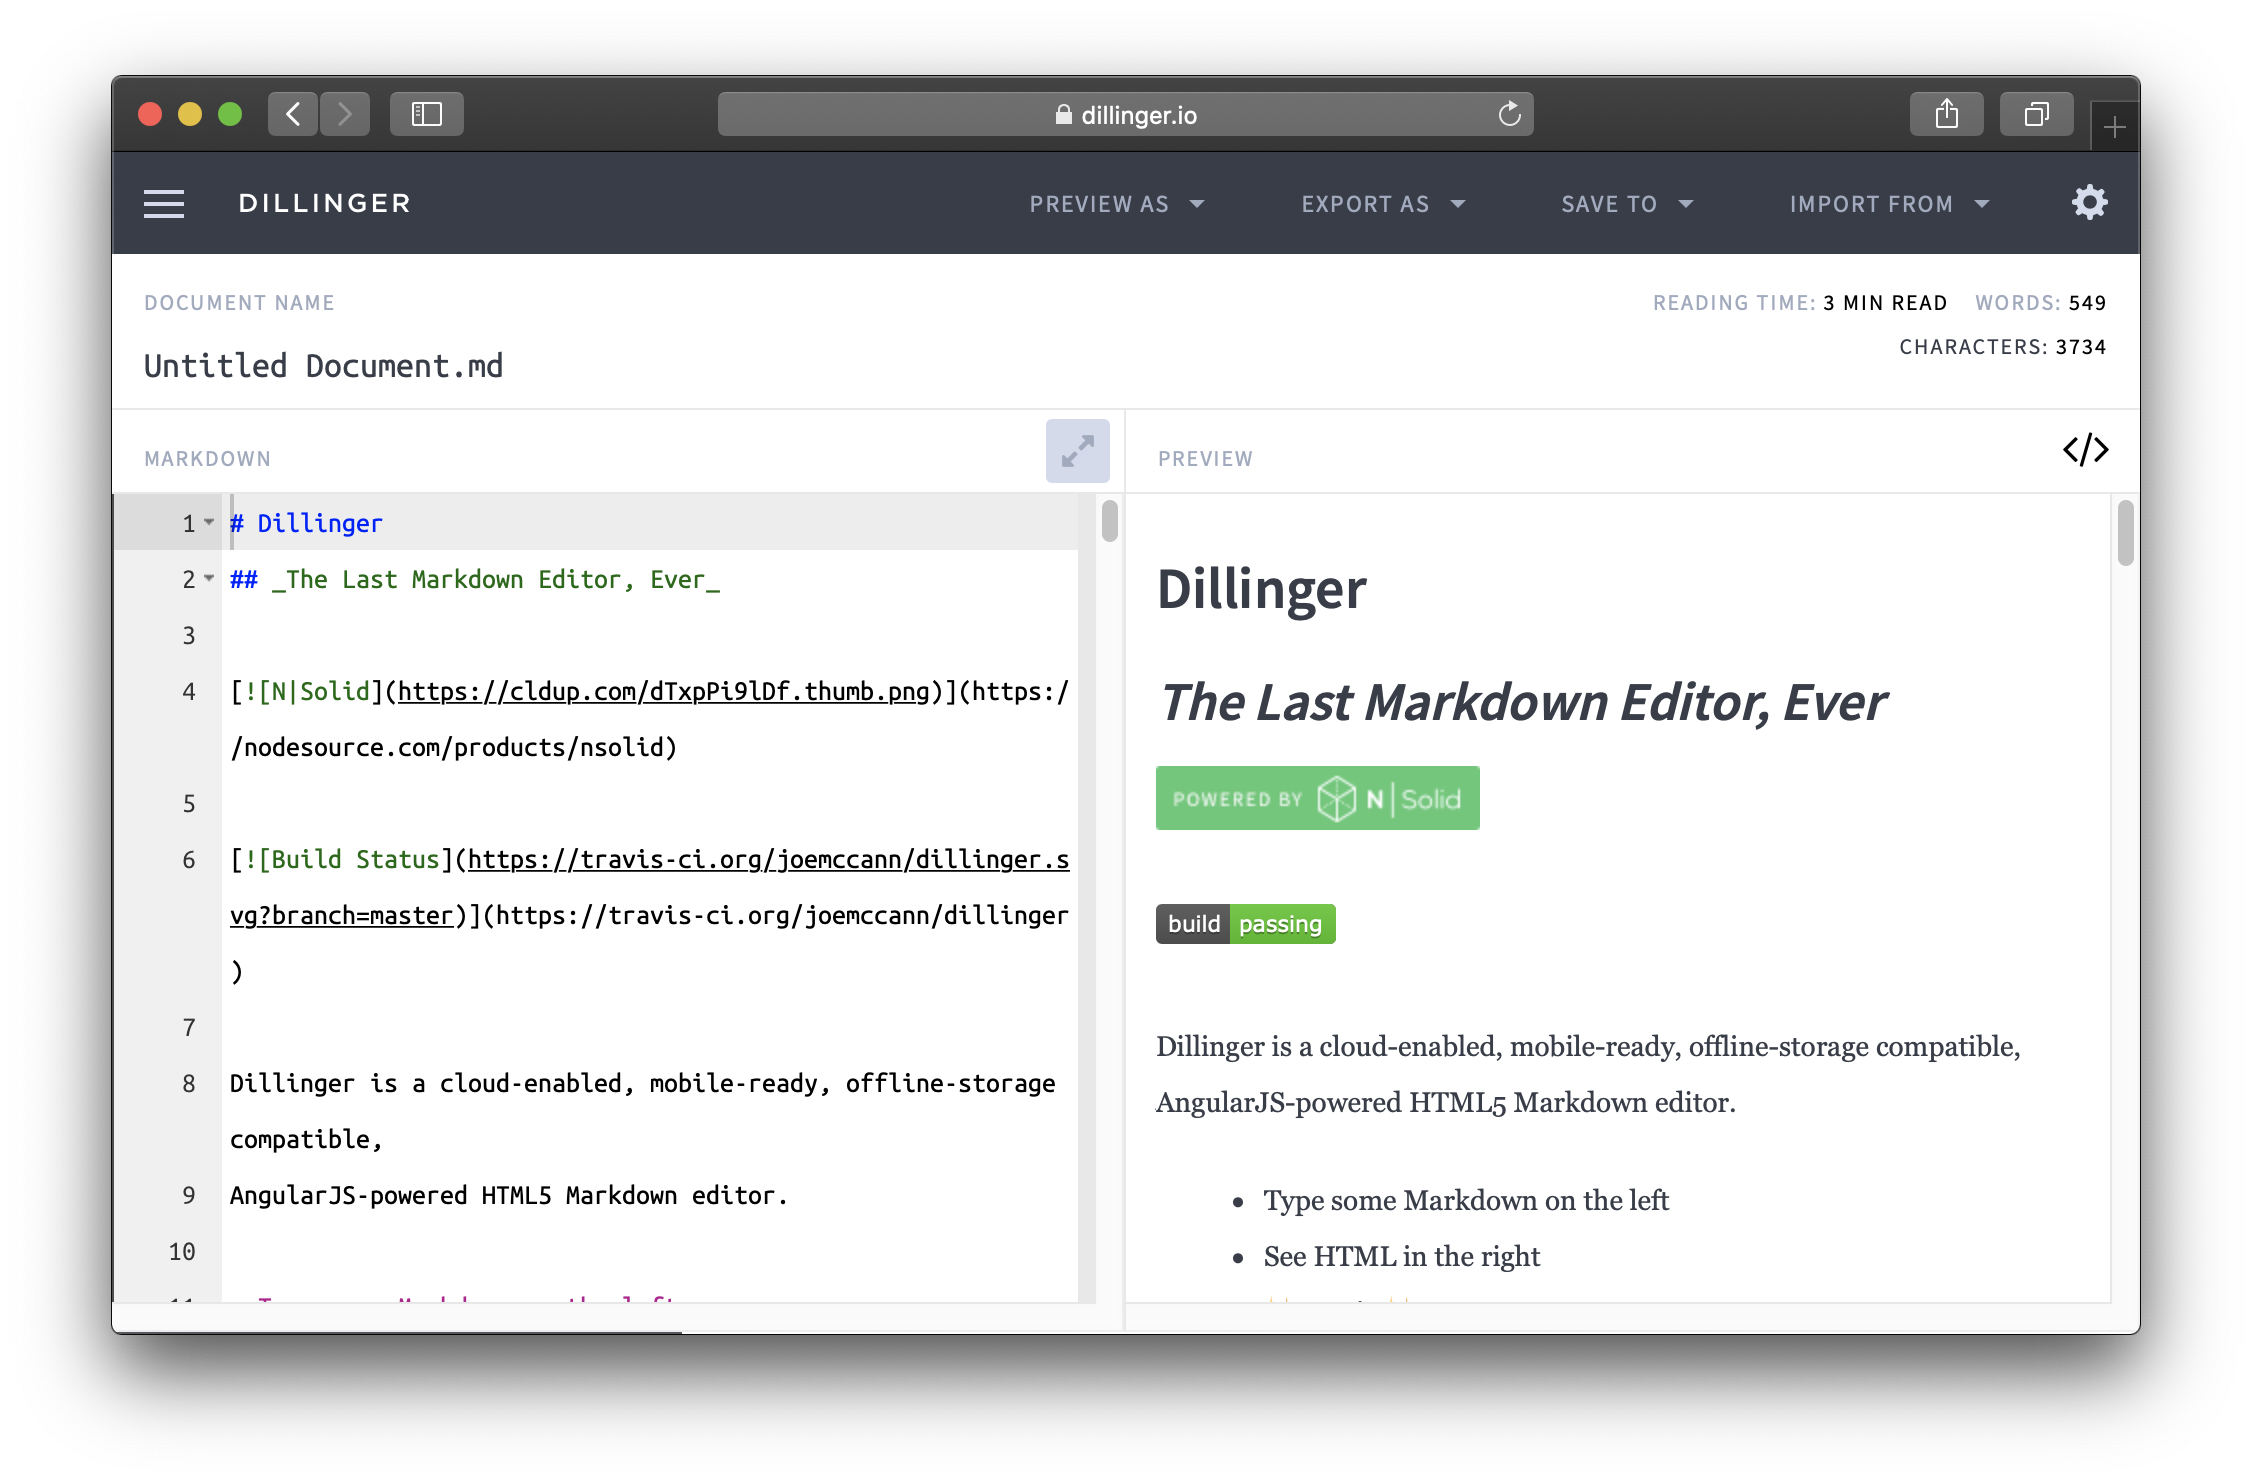 dillinger.io
DILLINGER
PREVIEW AS
EXPORT AS
SAVE TO
IMPORT FROM
DOCUMENT NAME
Untitled Document.md
READING TIME: 3 MIN READ WORDS: 549
CHARACTERS: 3734
MARKDOWN
1 # Dillinger
2 ## _The Last Markdown Editor, Ever_
3
4 [![N|Solid](https://cldup.com/dTxpPi9lDf.thumb.png)](https:/
/nodesource.com/products/nsolid)
5
6 [![Build Status](https://travis-ci.org/joemccann/dillinger.s
vg?branch=master)](https://travis-ci.org/joemccann/dillinger
)
7
8 Dillinger is a cloud-enabled, mobile-ready, offline-storage
compatible,
9 AngularJS-powered HTML5 Markdown editor.
10
PREVIEW
</>
Dillinger
The Last Markdown Editor, Ever
POWERED BY N|Solid
build passing
Dillinger is a cloud-enabled, mobile-ready, offline-storage compatible,
AngularJS-powered HTML5 Markdown editor.
• Type some Markdown on the left
• See HTML in the right